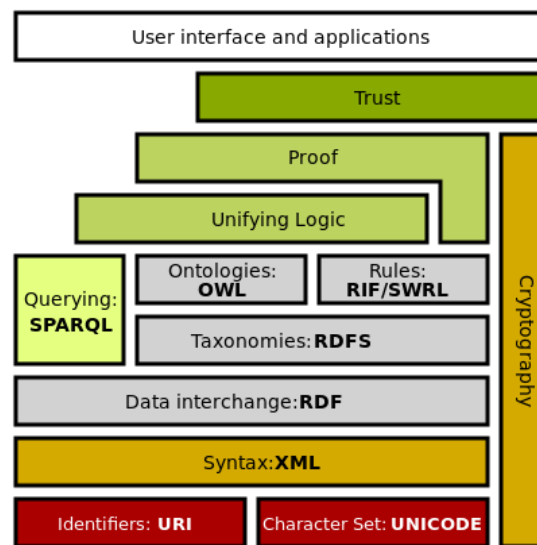 User interface and applications
Trust
Proof
Unifying Logic
Ontologies:
OWL
Rules:
RIF/SWRL
Querying:
SPARQL
Taxonomies:RDFS
Data interchange:RDF
Syntax:XML
Identifiers: URI
Character Set: UNICODE
Cryptography